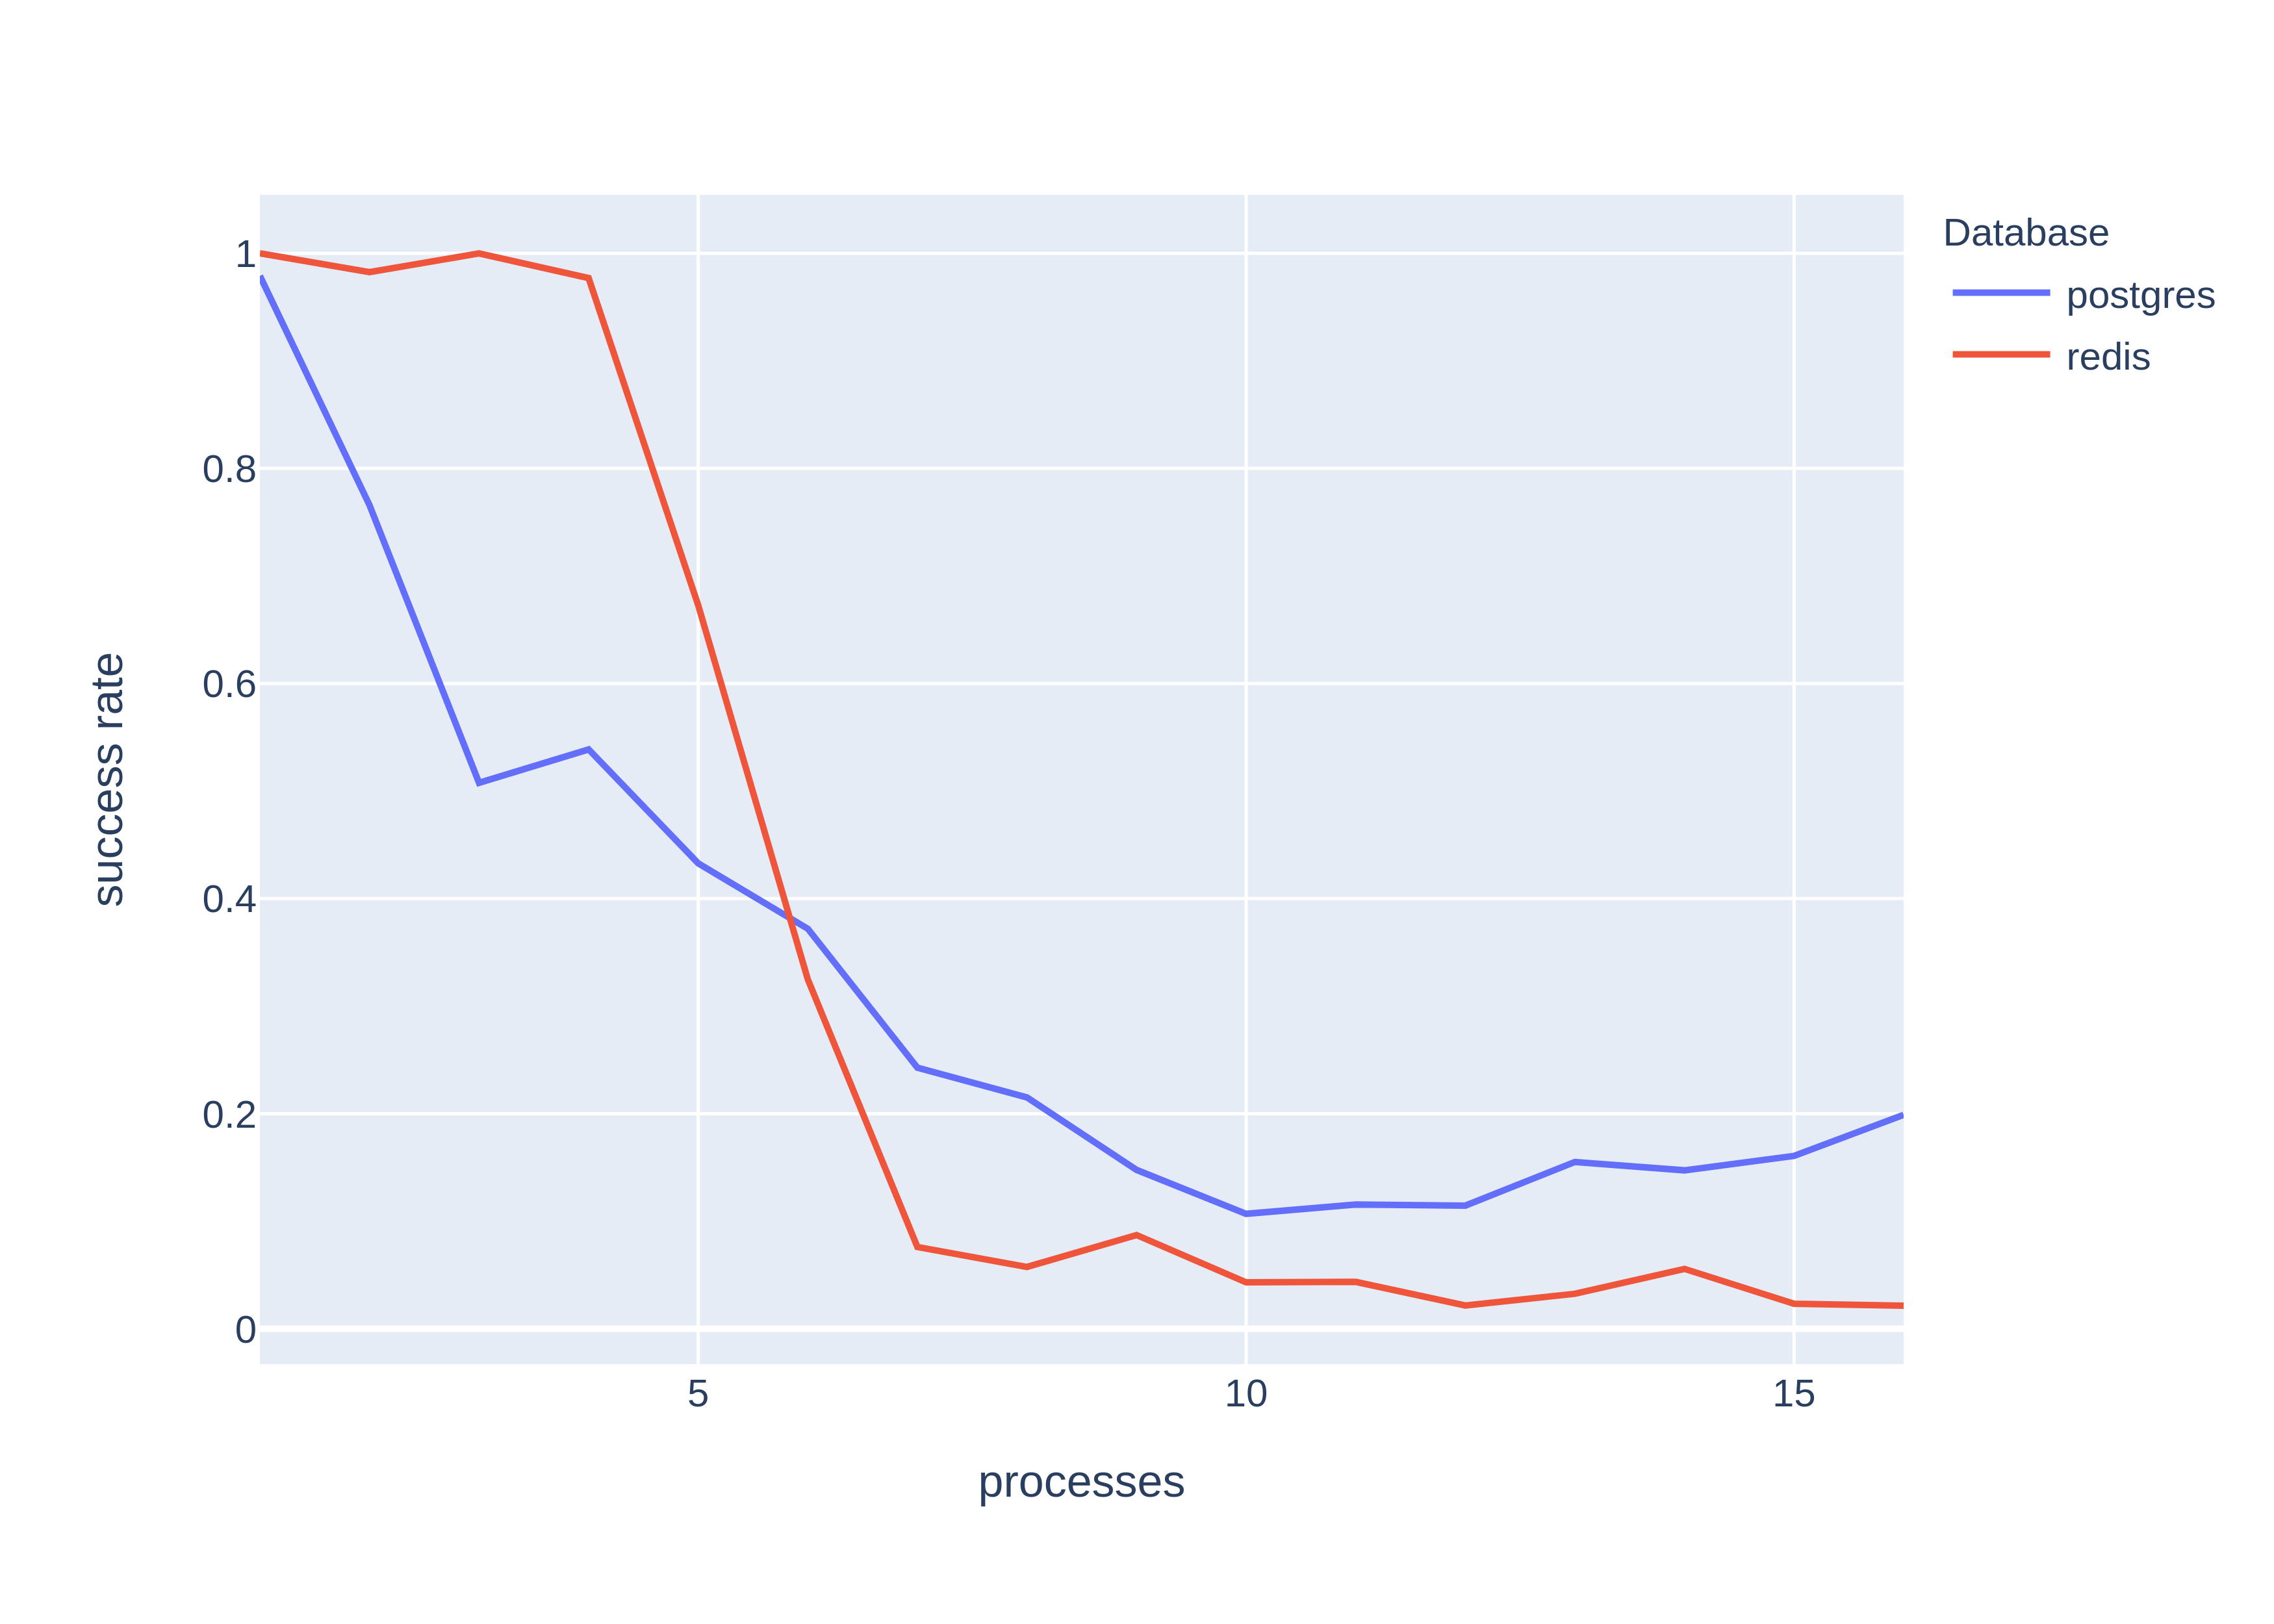 Database
postgres
redis
1
0.8
0.6
0.4
0.2
0
success rate
5 10 15
processes